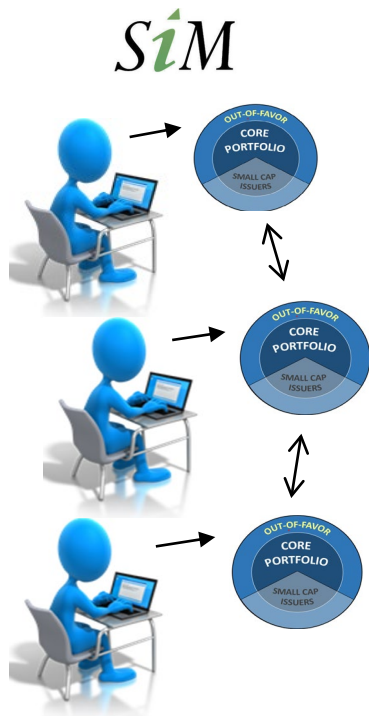 SiM
OUT-OF-FAVOR
CORE
PORTFOLIO
SMALL CAP
ISSUERS
OUT-OF-FAVOR
CORE
PORTFOLIO
SMALL CAP
ISSUERS
OUT-OF-FAVOR
CORE
PORTFOLIO
SMALL CAP
ISSUERS